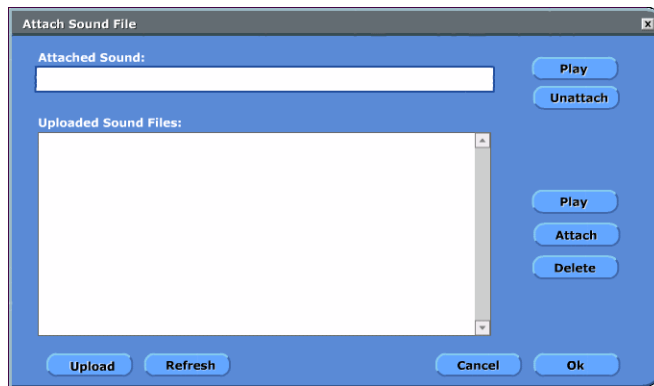 Attach Sound File
x
Attached Sound:
Play
Unattach
Uploaded Sound Files:
Play
Attach
Delete
Upload Refresh Cancel Ok